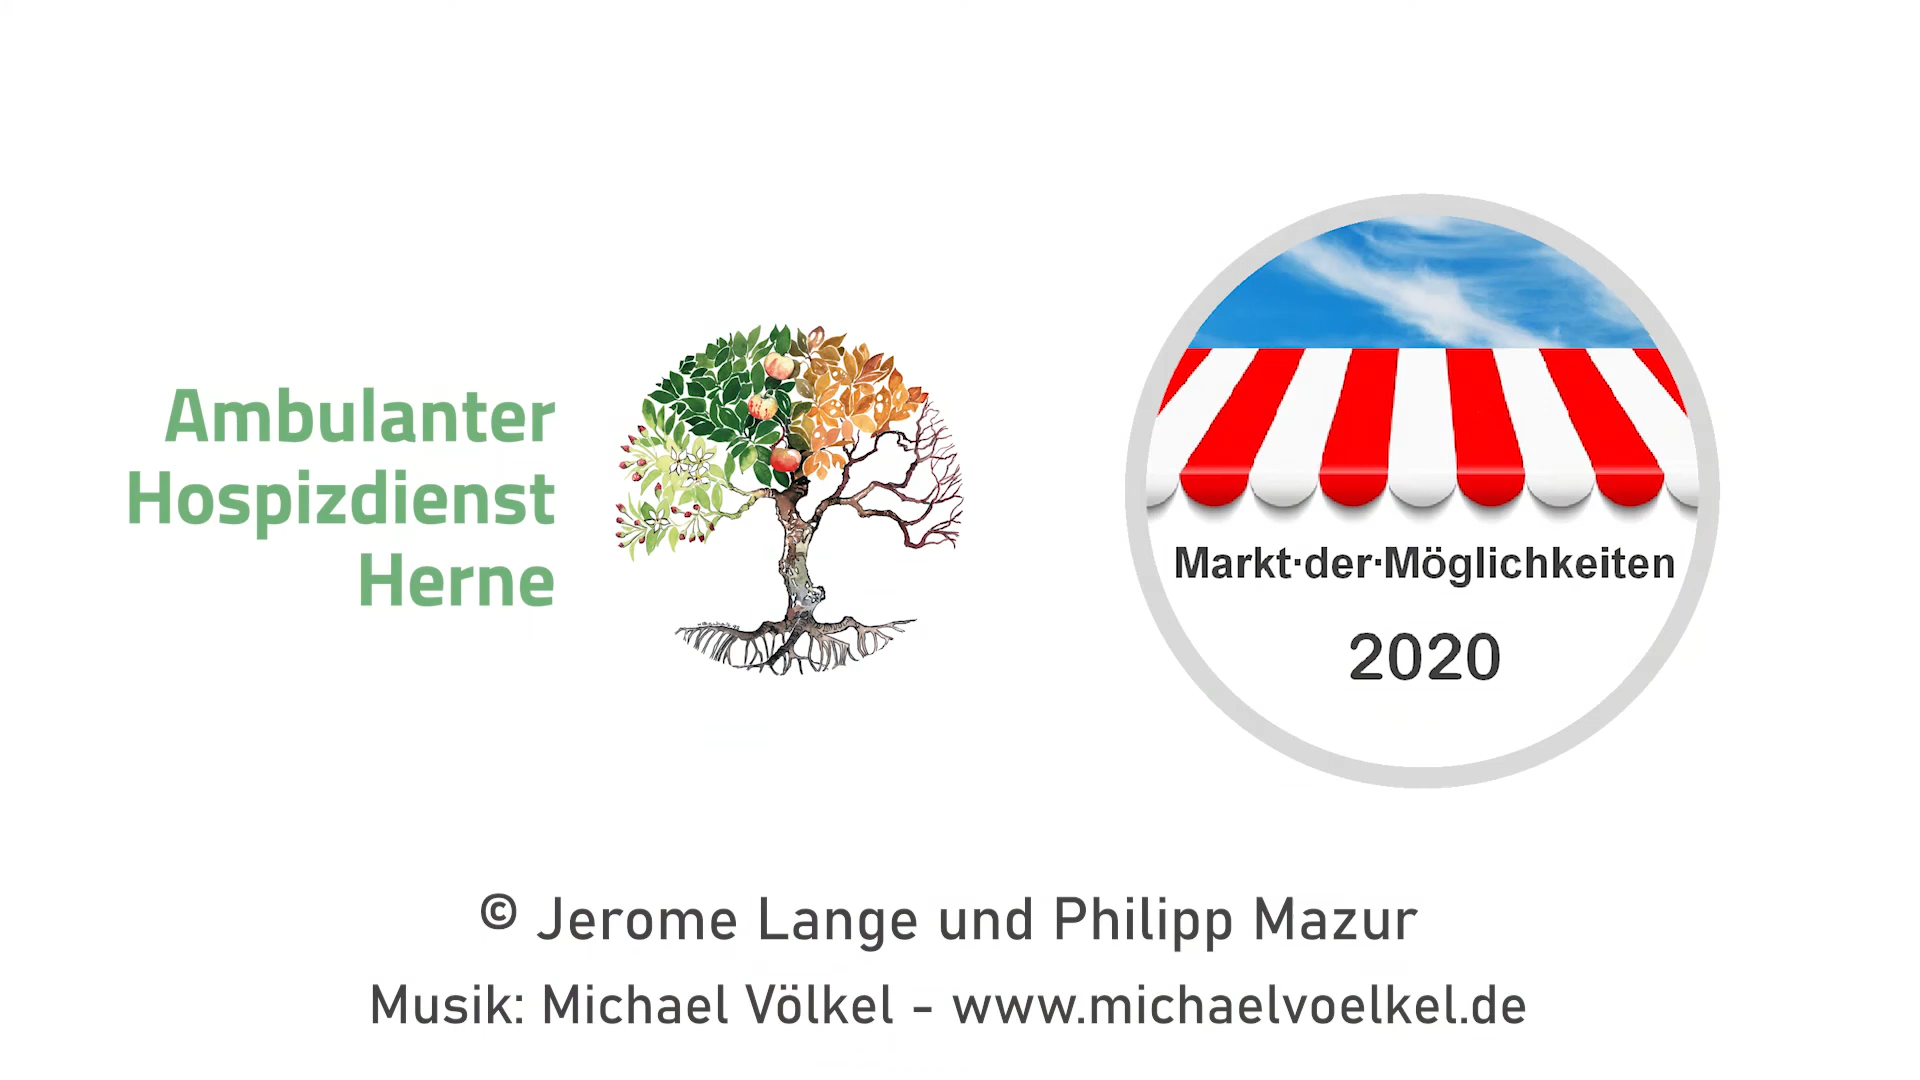 Ambulanter
Hospizdienst
Herne
Markt·der·Möglichkeiten
2020
© Jerome Lange und Philipp Mazur
Musik: Michael Völkel - www.michaelvoelkel.de